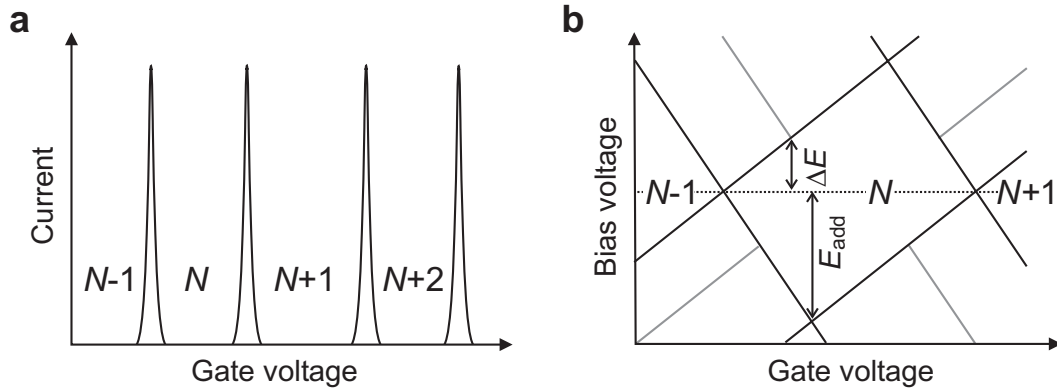 a
Current
N-1
N
N+1
N+2
Gate voltage
b
Bias voltage
N-1
ΔE
N
N+1
E_add
Gate voltage